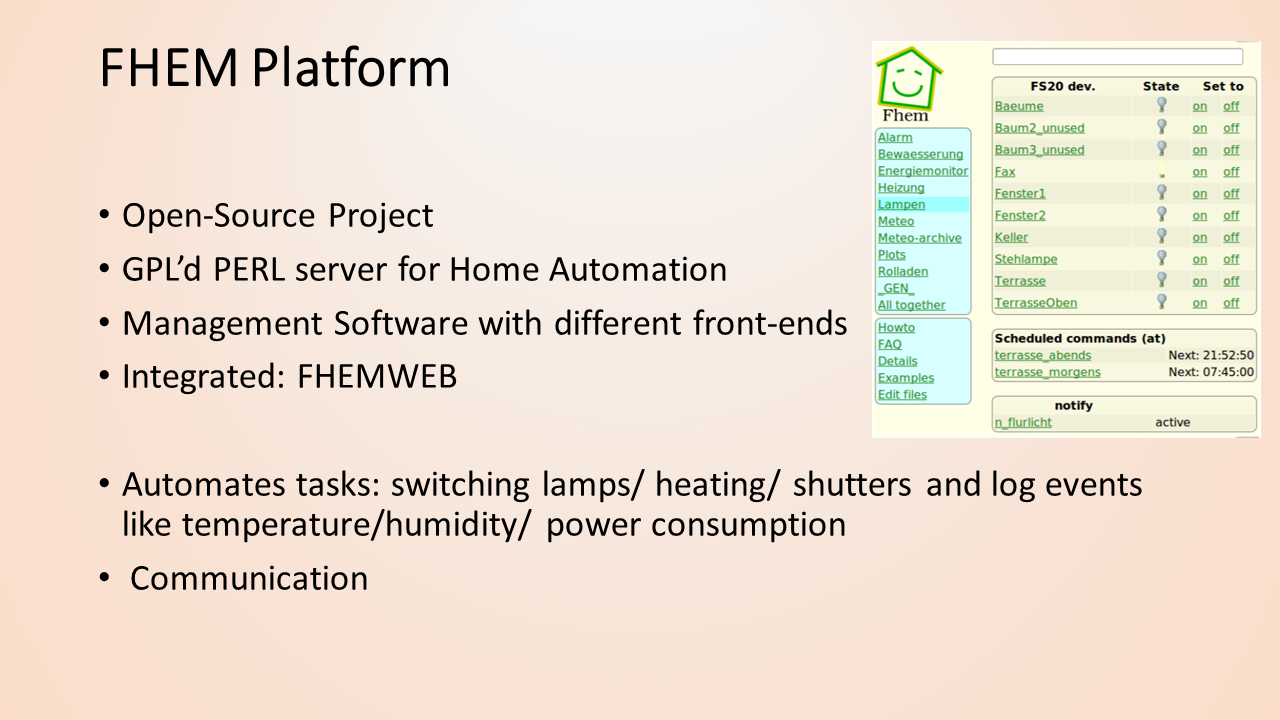 FHEM Platform
• Open-Source Project
• GPL’d PERL server for Home Automation
• Management Software with different front-ends
• Integrated: FHEMWEB
• Automates tasks: switching lamps/ heating/ shutters and log events
like temperature/humidity/ power consumption
• Communication
Fhem
Alarm
Bewaesserung
Energiemonitor
Heizung
Lampen
Meteo
Meteo-archive
Plots
Rolladen
_GEN_
All together
Howto
FAQ
Details
Examples
Edit files
FS20 dev. State Set to
Baeume on off
Baum2_unused on off
Baum3_unused on off
Fax on off
Fenster1 on off
Fenster2 on off
Keller on off
Stehlampe on off
Terrasse on off
TerrasseOben on off
Scheduled commands (at)
terrasse_abends Next: 21:52:50
terrasse_morgens Next: 07:45:00
notify
n_flurlicht active